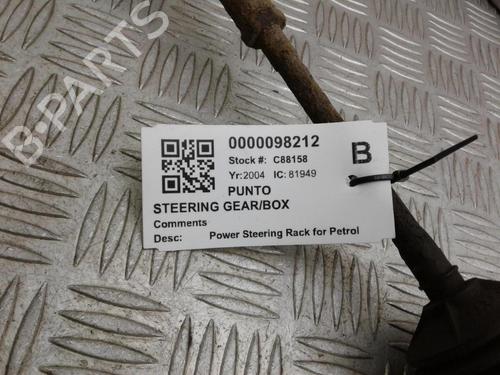 B-PARTS
0000098212
B
Stock #: C88158
Yr:2004 IC:81949
PUNTO
STEERING GEAR/BOX
Comments
Desc: Power Steering Rack for Petrol